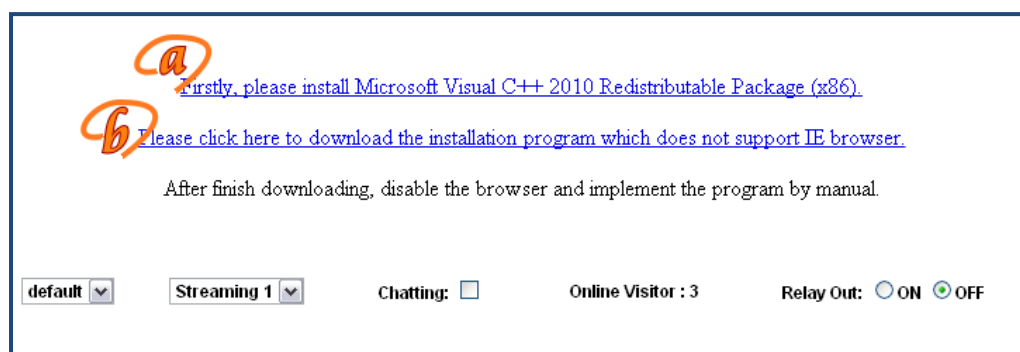 a
Firstly, please install Microsoft Visual C++ 2010 Redistributable Package (x86).
b
Please click here to download the installation program which does not support IE browser.
After finish downloading, disable the browser and implement the program by manual.
default Streaming 1 Chatting: Online Visitor : 3 Relay Out: ON OFF